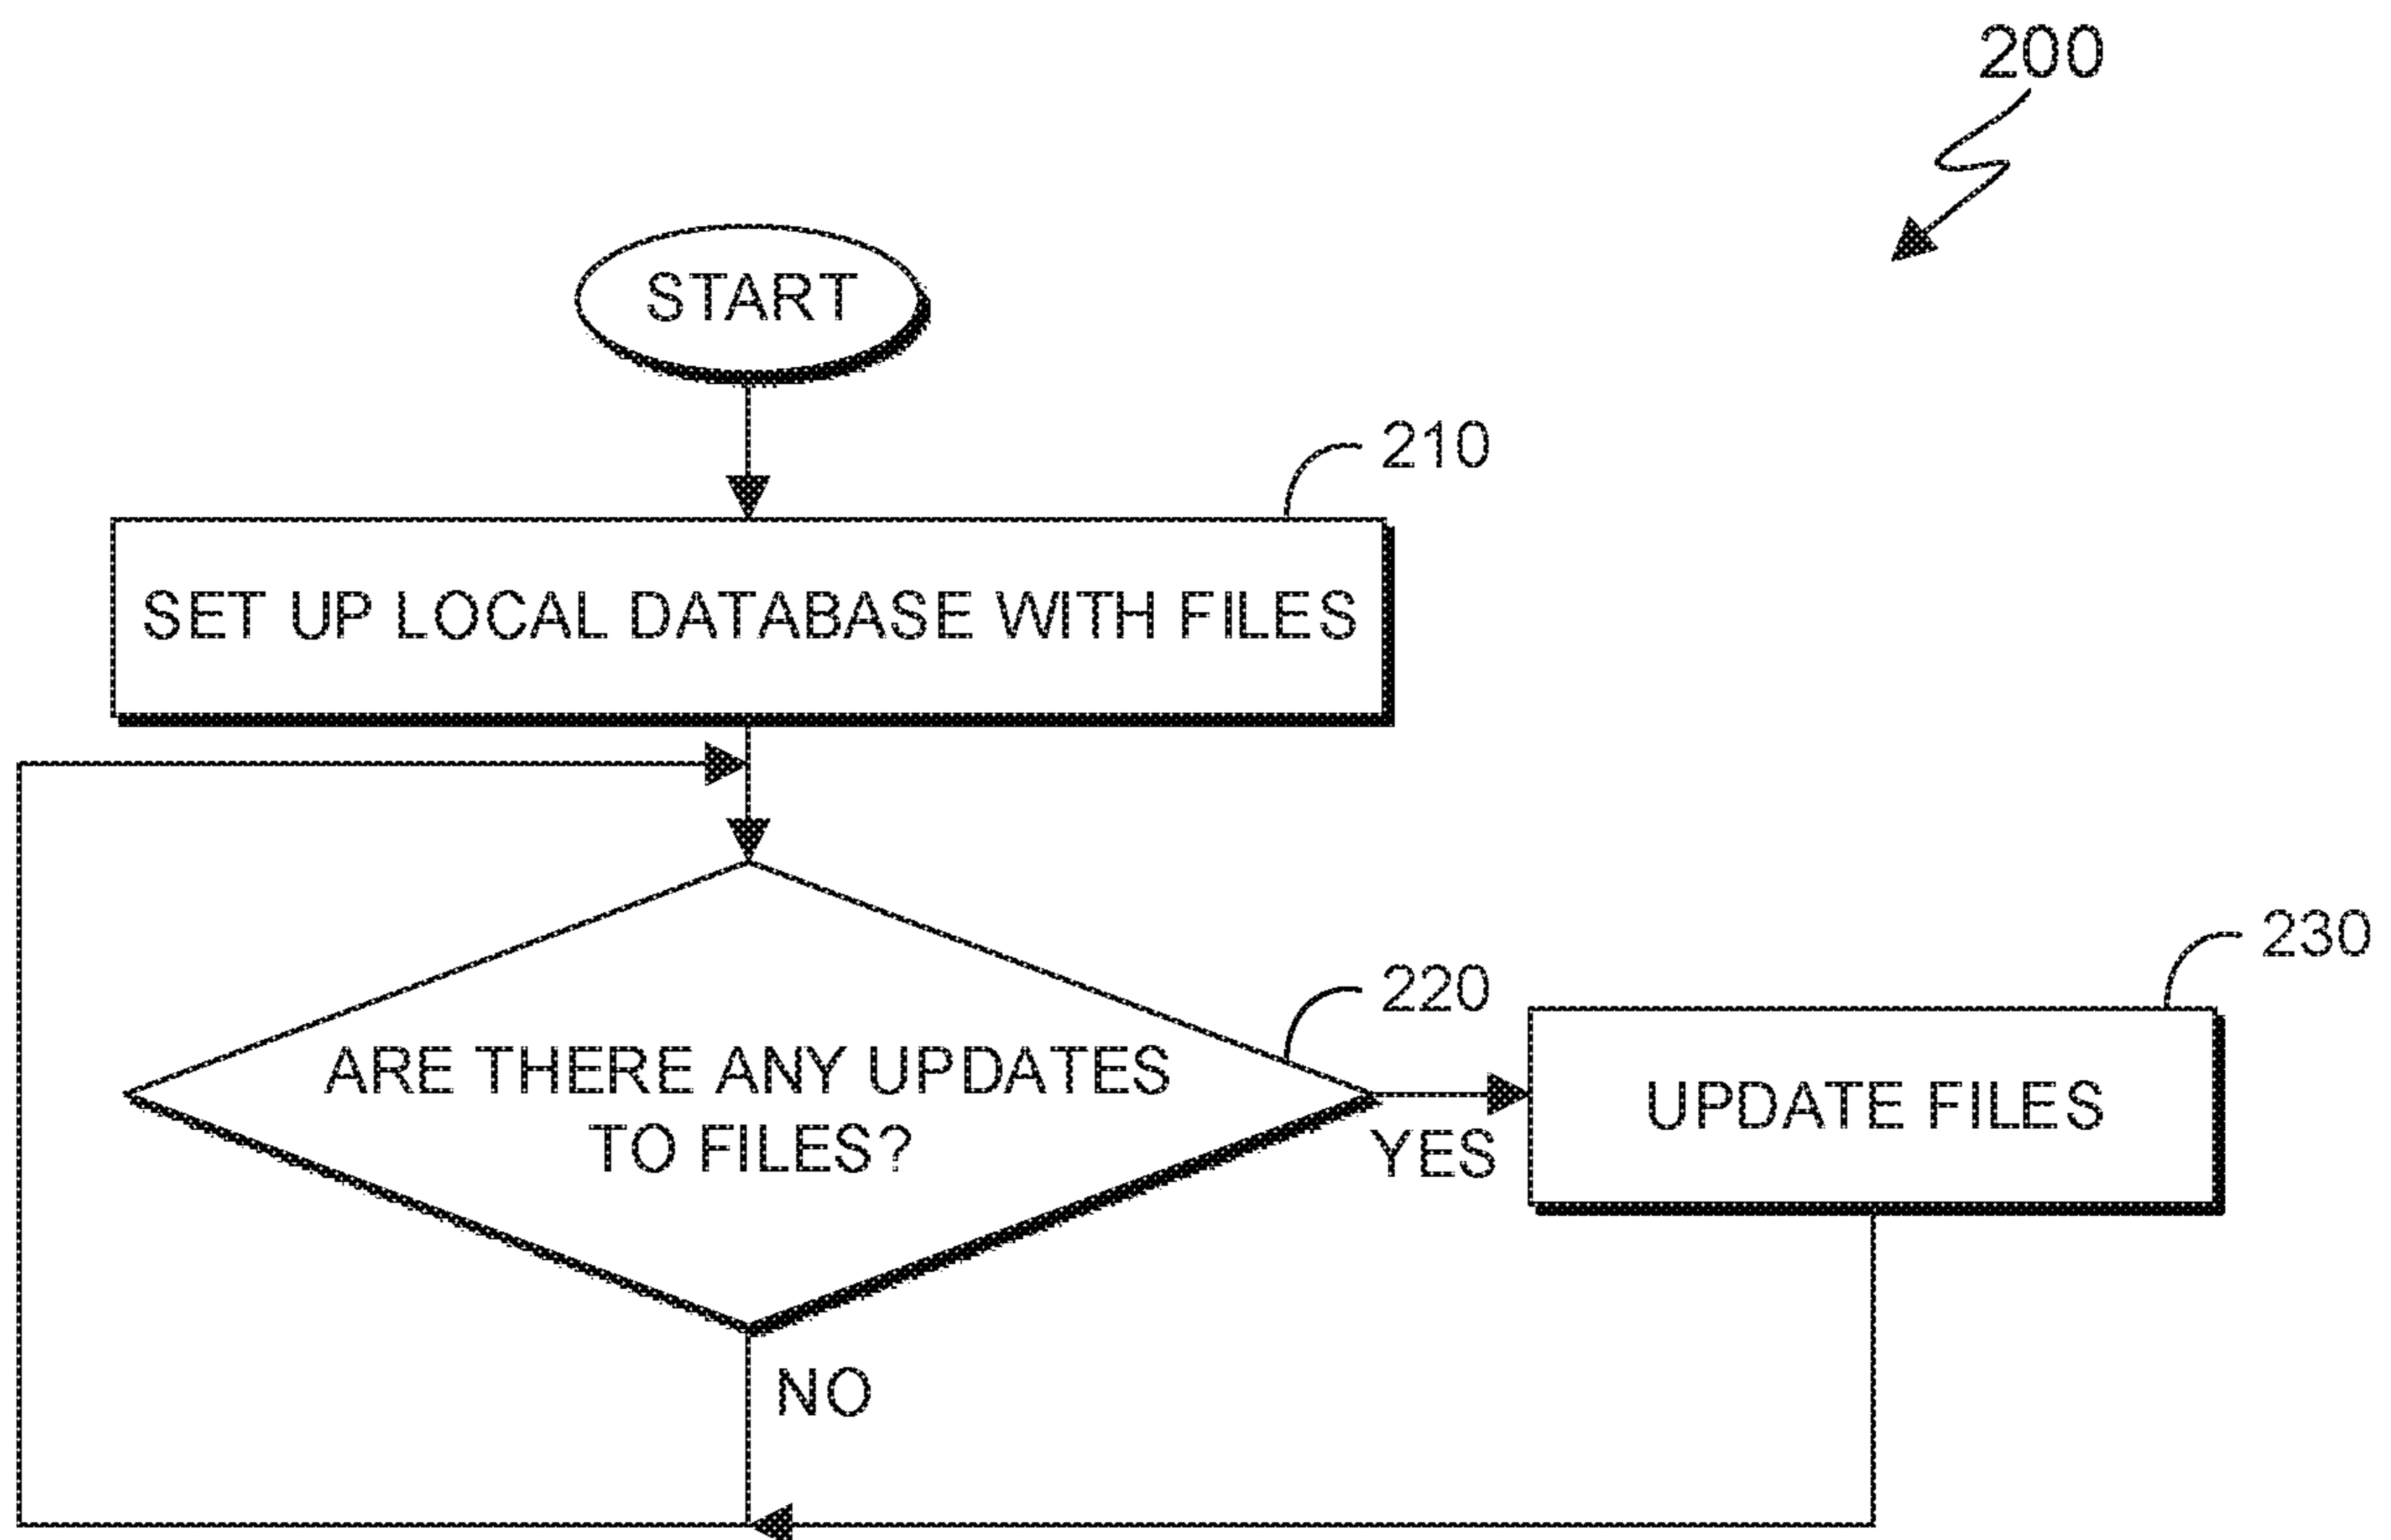 200
START
210
SET UP LOCAL DATABASE WITH FILES
220
ARE THERE ANY UPDATES
TO FILES?
YES
230
UPDATE FILES
NO